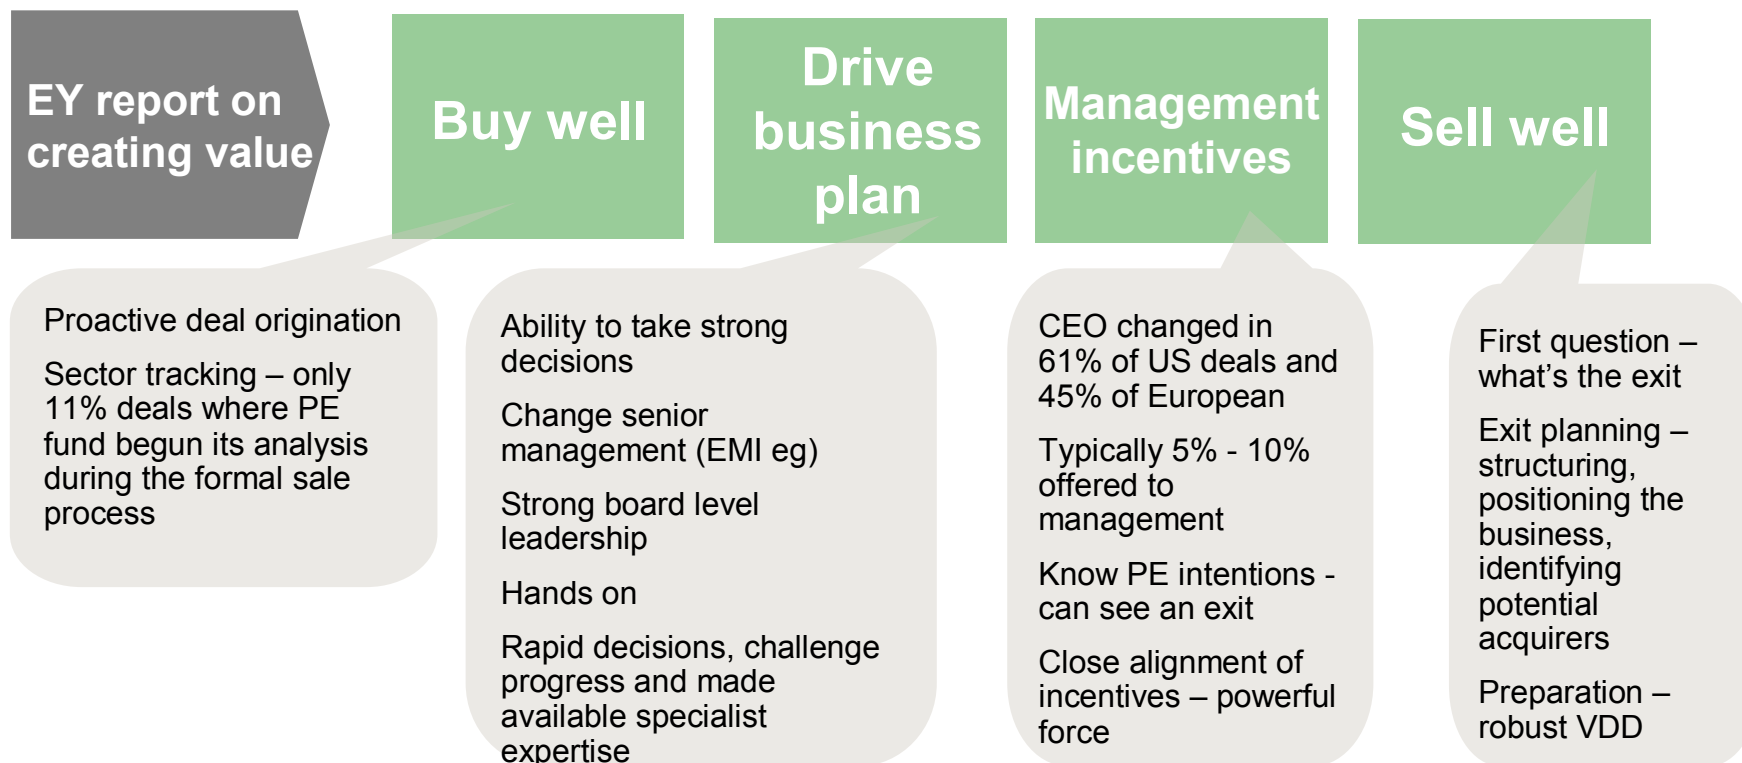 EY report on
creating value
Buy well
Drive
business
plan
Management
incentives
Sell well
Proactive deal origination
Sector tracking – only
11% deals where PE
fund begun its analysis
during the formal sale
process
Ability to take strong
decisions
Change senior
management (EMI eg)
Strong board level
leadership
Hands on
Rapid decisions, challenge
progress and made
available specialist
expertise
CEO changed in
61% of US deals and
45% of European
Typically 5% - 10%
offered to
management
Know PE intentions -
can see an exit
Close alignment of
incentives – powerful
force
First question –
what’s the exit
Exit planning –
structuring,
positioning the
business,
identifying
potential
acquirers
Preparation –
robust VDD